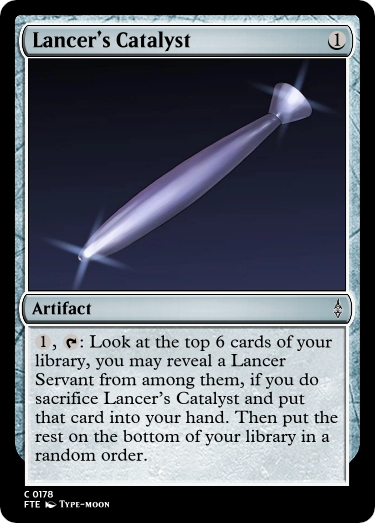 Lancer's Catalyst 1
Artifact
1, : Look at the top 6 cards of your
library, you may reveal a Lancer
Servant from among them, if you do
sacrifice Lancer's Catalyst and put
that card into your hand. Then put the
rest on the bottom of your library in a
random order.
C 0178
FTE Type-moon